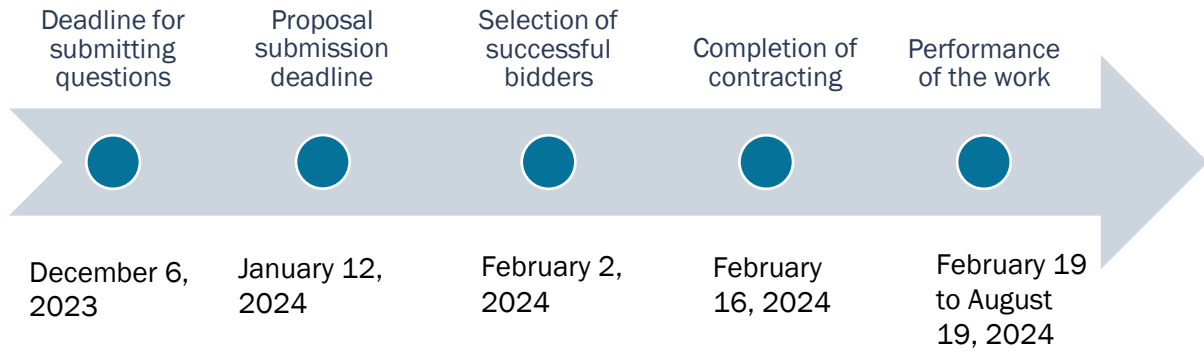 Deadline for
submitting
questions
Proposal
submission
deadline
Selection of
successful
bidders
Completion of
contracting
Performance
of the work
December 6,
2023
January 12,
2024
February 2,
2024
February
16, 2024
February 19
to August
19, 2024